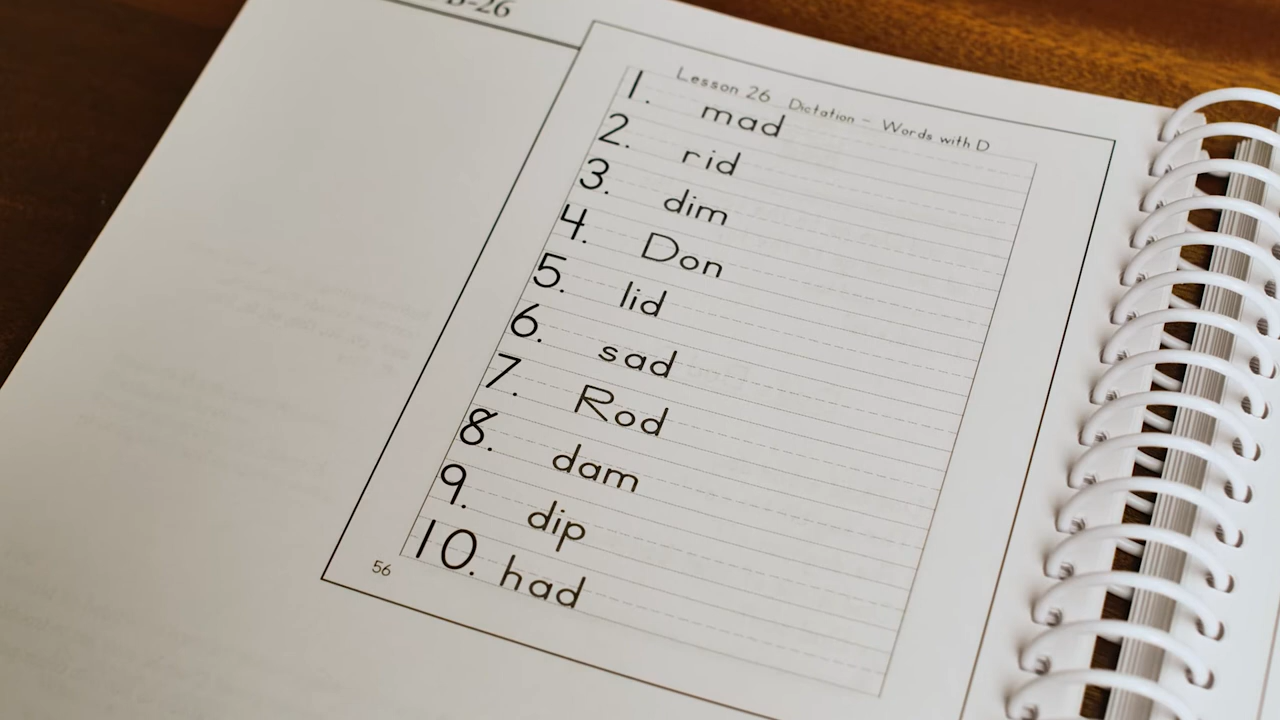 Lesson 26 Dictation – Words with D
1. mad
2. rid
3. dim
4. Don
5. lid
6. sad
7. Rod
8. dam
9. dip
10. had
56